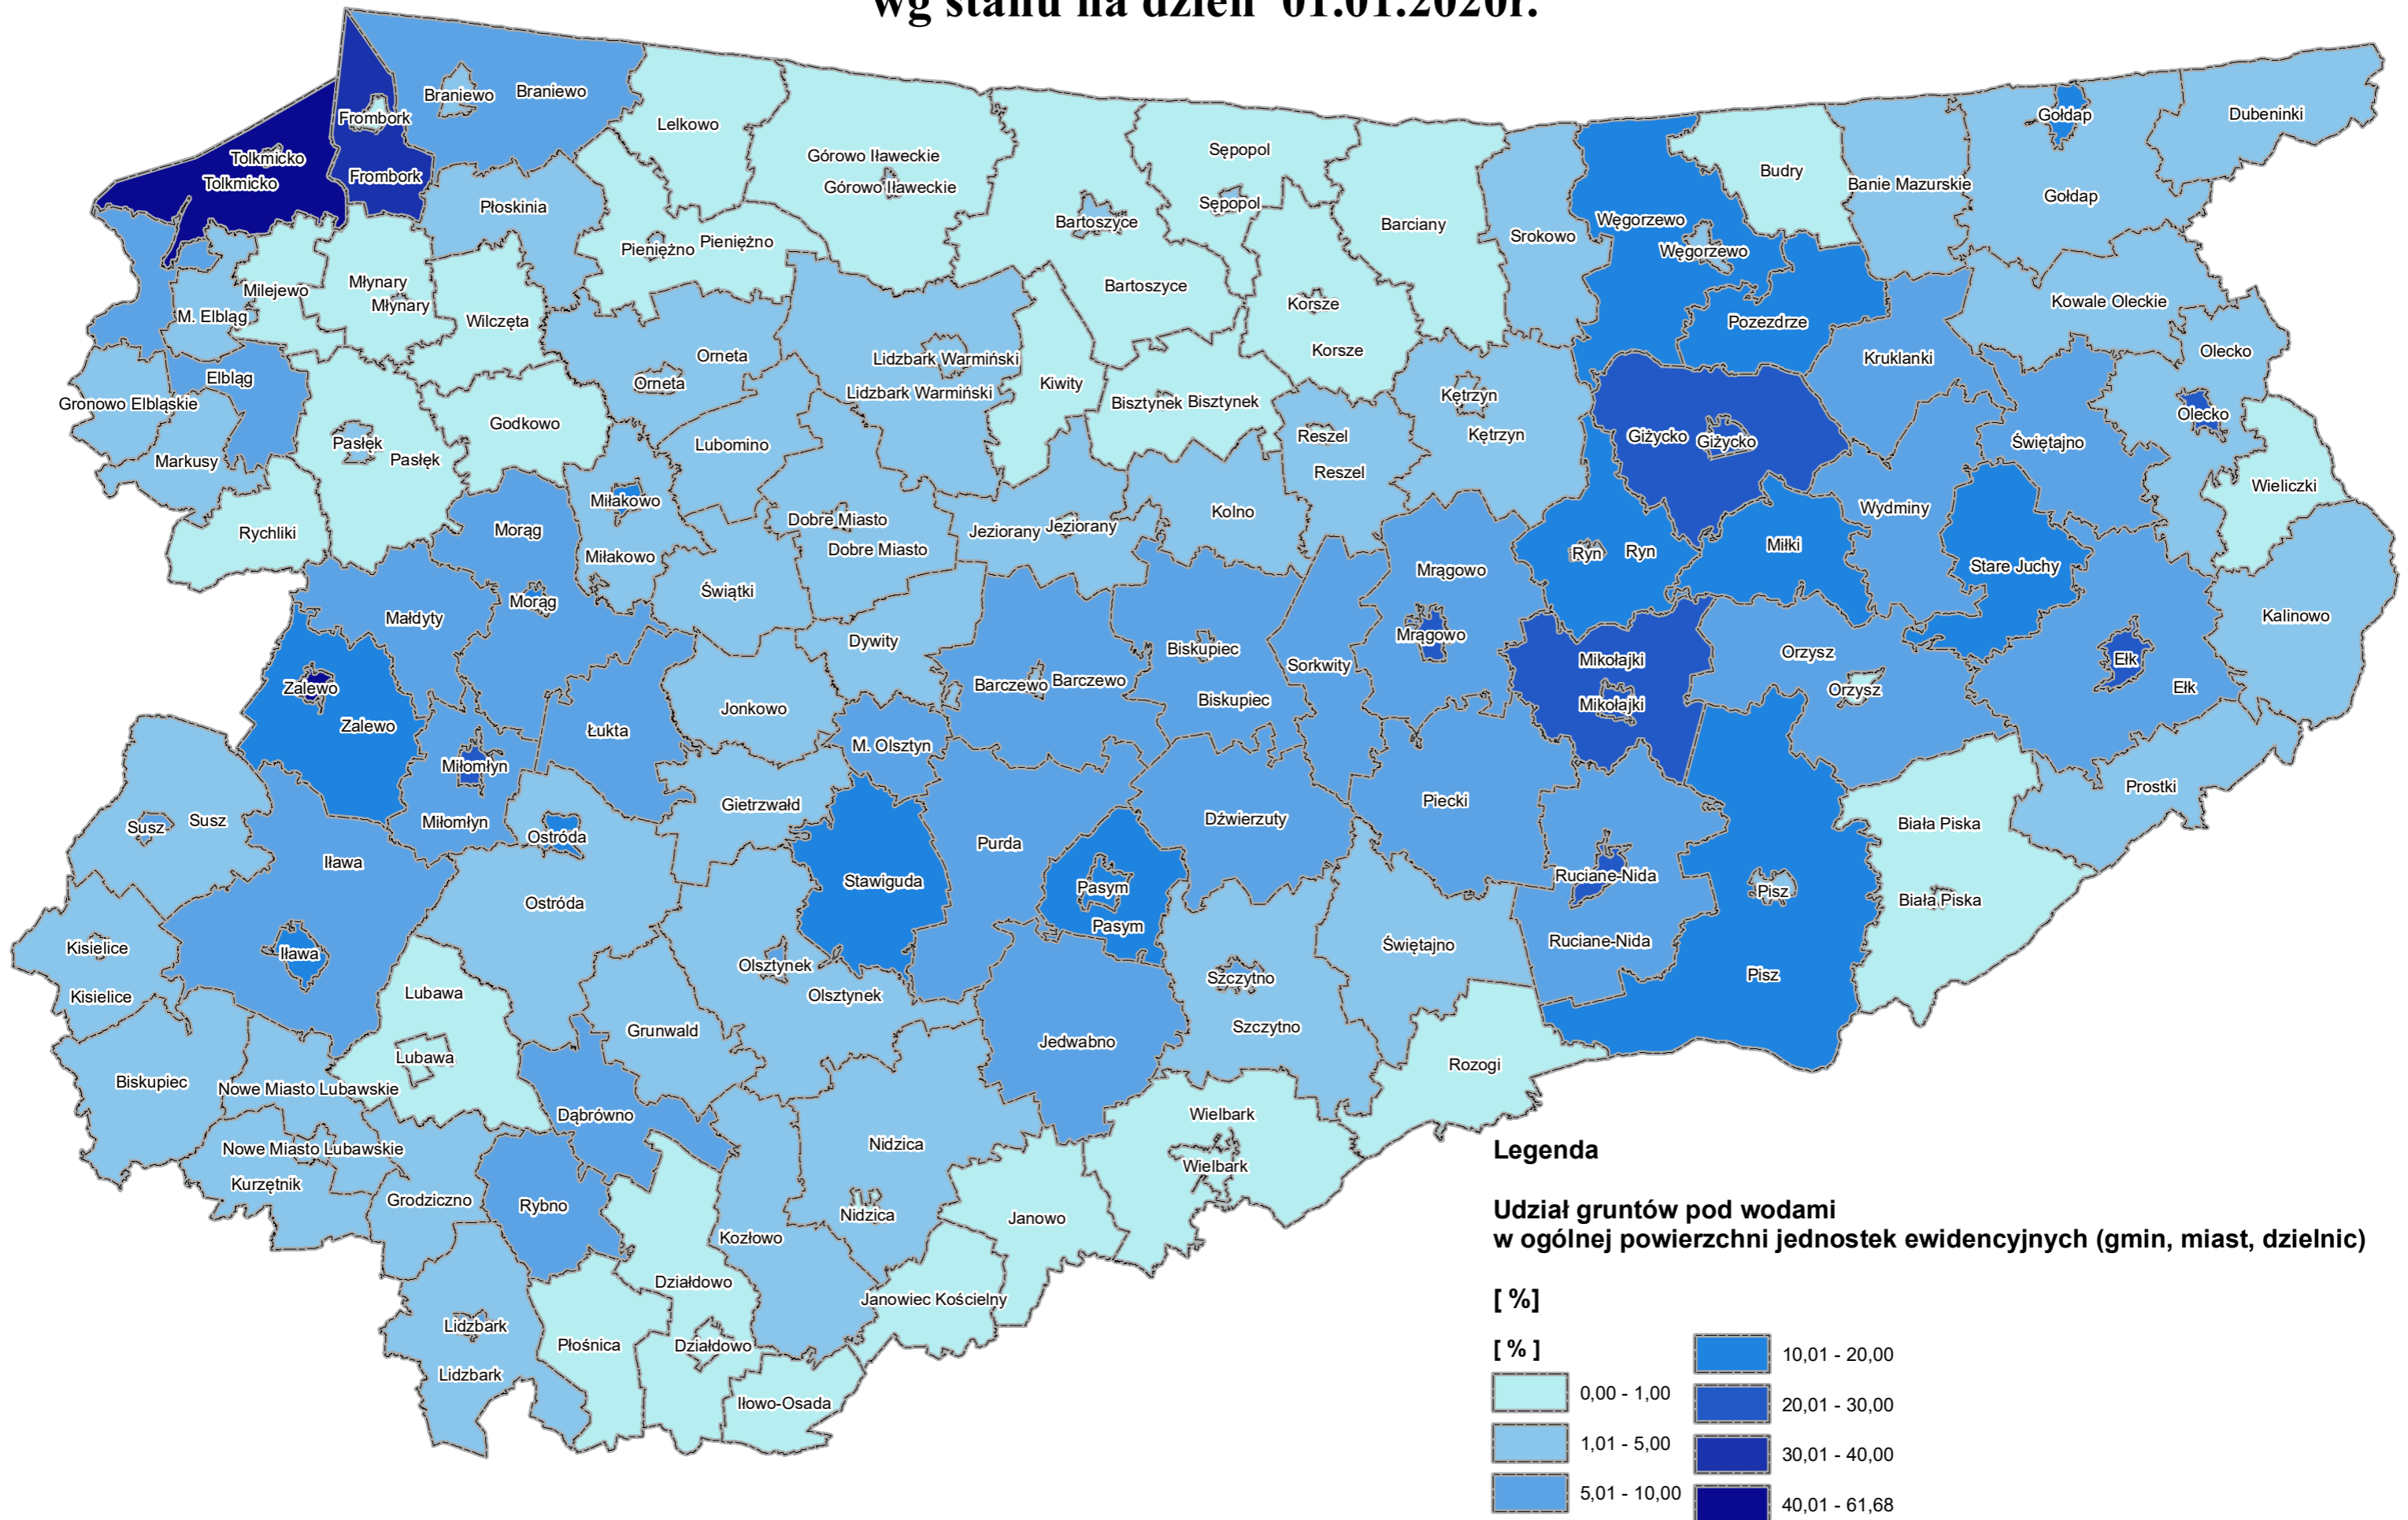 wg stanu na dzień 01.01.2020r.
Braniewo
Braniewo
Frombork
Lelkowo
Tolkmicko
Tolkmicko
Frombork
Górowo Iławeckie
Górowo Iławeckie
Sępopol
Sępopol
Budry
Gołdap
Dubeninki
Banie Mazurskie
Gołdap
Płoskinia
Pieniężno
Pieniężno
Bartoszyce
Bartoszyce
Barciany
Srokowo
Węgorzewo
Węgorzewo
Milejewo
Młynary
Młynary
M. Elbląg
Wilczęta
Korsze
Korsze
Pozezdrze
Kowale Oleckie
Kruklanki
Olecko
Orneta
Orneta
Lidzbark Warmiński
Lidzbark Warmiński
Kiwity
Bisztynek
Bisztynek
Kętrzyn
Kętrzyn
Elbląg
Gronowo Elbląskie
Markusy
Pasłęk
Pasłęk
Godkowo
Lubomino
Reszel
Reszel
Giżycko
Giżycko
Świętajno
Olecko
Wieliczki
Rychliki
Morąg
Morąg
Miłakowo
Miłakowo
Dobre Miasto
Dobre Miasto
Jeziorany
Jeziorany
Kolno
Wydminy
Ryn
Ryn
Miłki
Stare Juchy
Mrągowo
Mrągowo
Świątki
Małdyty
Dywity
Kalinowo
Zalewo
Zalewo
Łukta
Jonkowo
Barczewo
Barczewo
Biskupiec
Biskupiec
Sorkwity
Mikołajki
Mikołajki
Orzysz
Orzysz
Ełk
Ełk
M. Olsztyn
Miłomłyn
Miłomłyn
Gietrzwałd
Susz
Susz
Ostróda
Ostróda
Iława
Iława
Purda
Dźwierzuty
Piecki
Prostki
Biała Piska
Biała Piska
Stawiguda
Pasym
Pasym
Ruciane-Nida
Ruciane-Nida
Pisz
Pisz
Kisielice
Kisielice
Olsztynek
Olsztynek
Szczytno
Szczytno
Świętajno
Lubawa
Lubawa
Grunwald
Jedwabno
Rozogi
Biskupiec
Nowe Miasto Lubawskie
Nowe Miasto Lubawskie
Dąbrówno
Nidzica
Nidzica
Wielbark
Wielbark
Kurzętnik
Grodziczno
Rybno
Kozłowo
Janowo
Działdowo
Działdowo
Janowiec Kościelny
Lidzbark
Lidzbark
Płośnica
Iłowo-Osada
Legenda
Udział gruntów pod wodami
w ogólnej powierzchni jednostek ewidencyjnych (gmin, miast, dzielnic)
[ %]
[ % ]
0,00 - 1,00
1,01 - 5,00
5,01 - 10,00
10,01 - 20,00
20,01 - 30,00
30,01 - 40,00
40,01 - 61,68